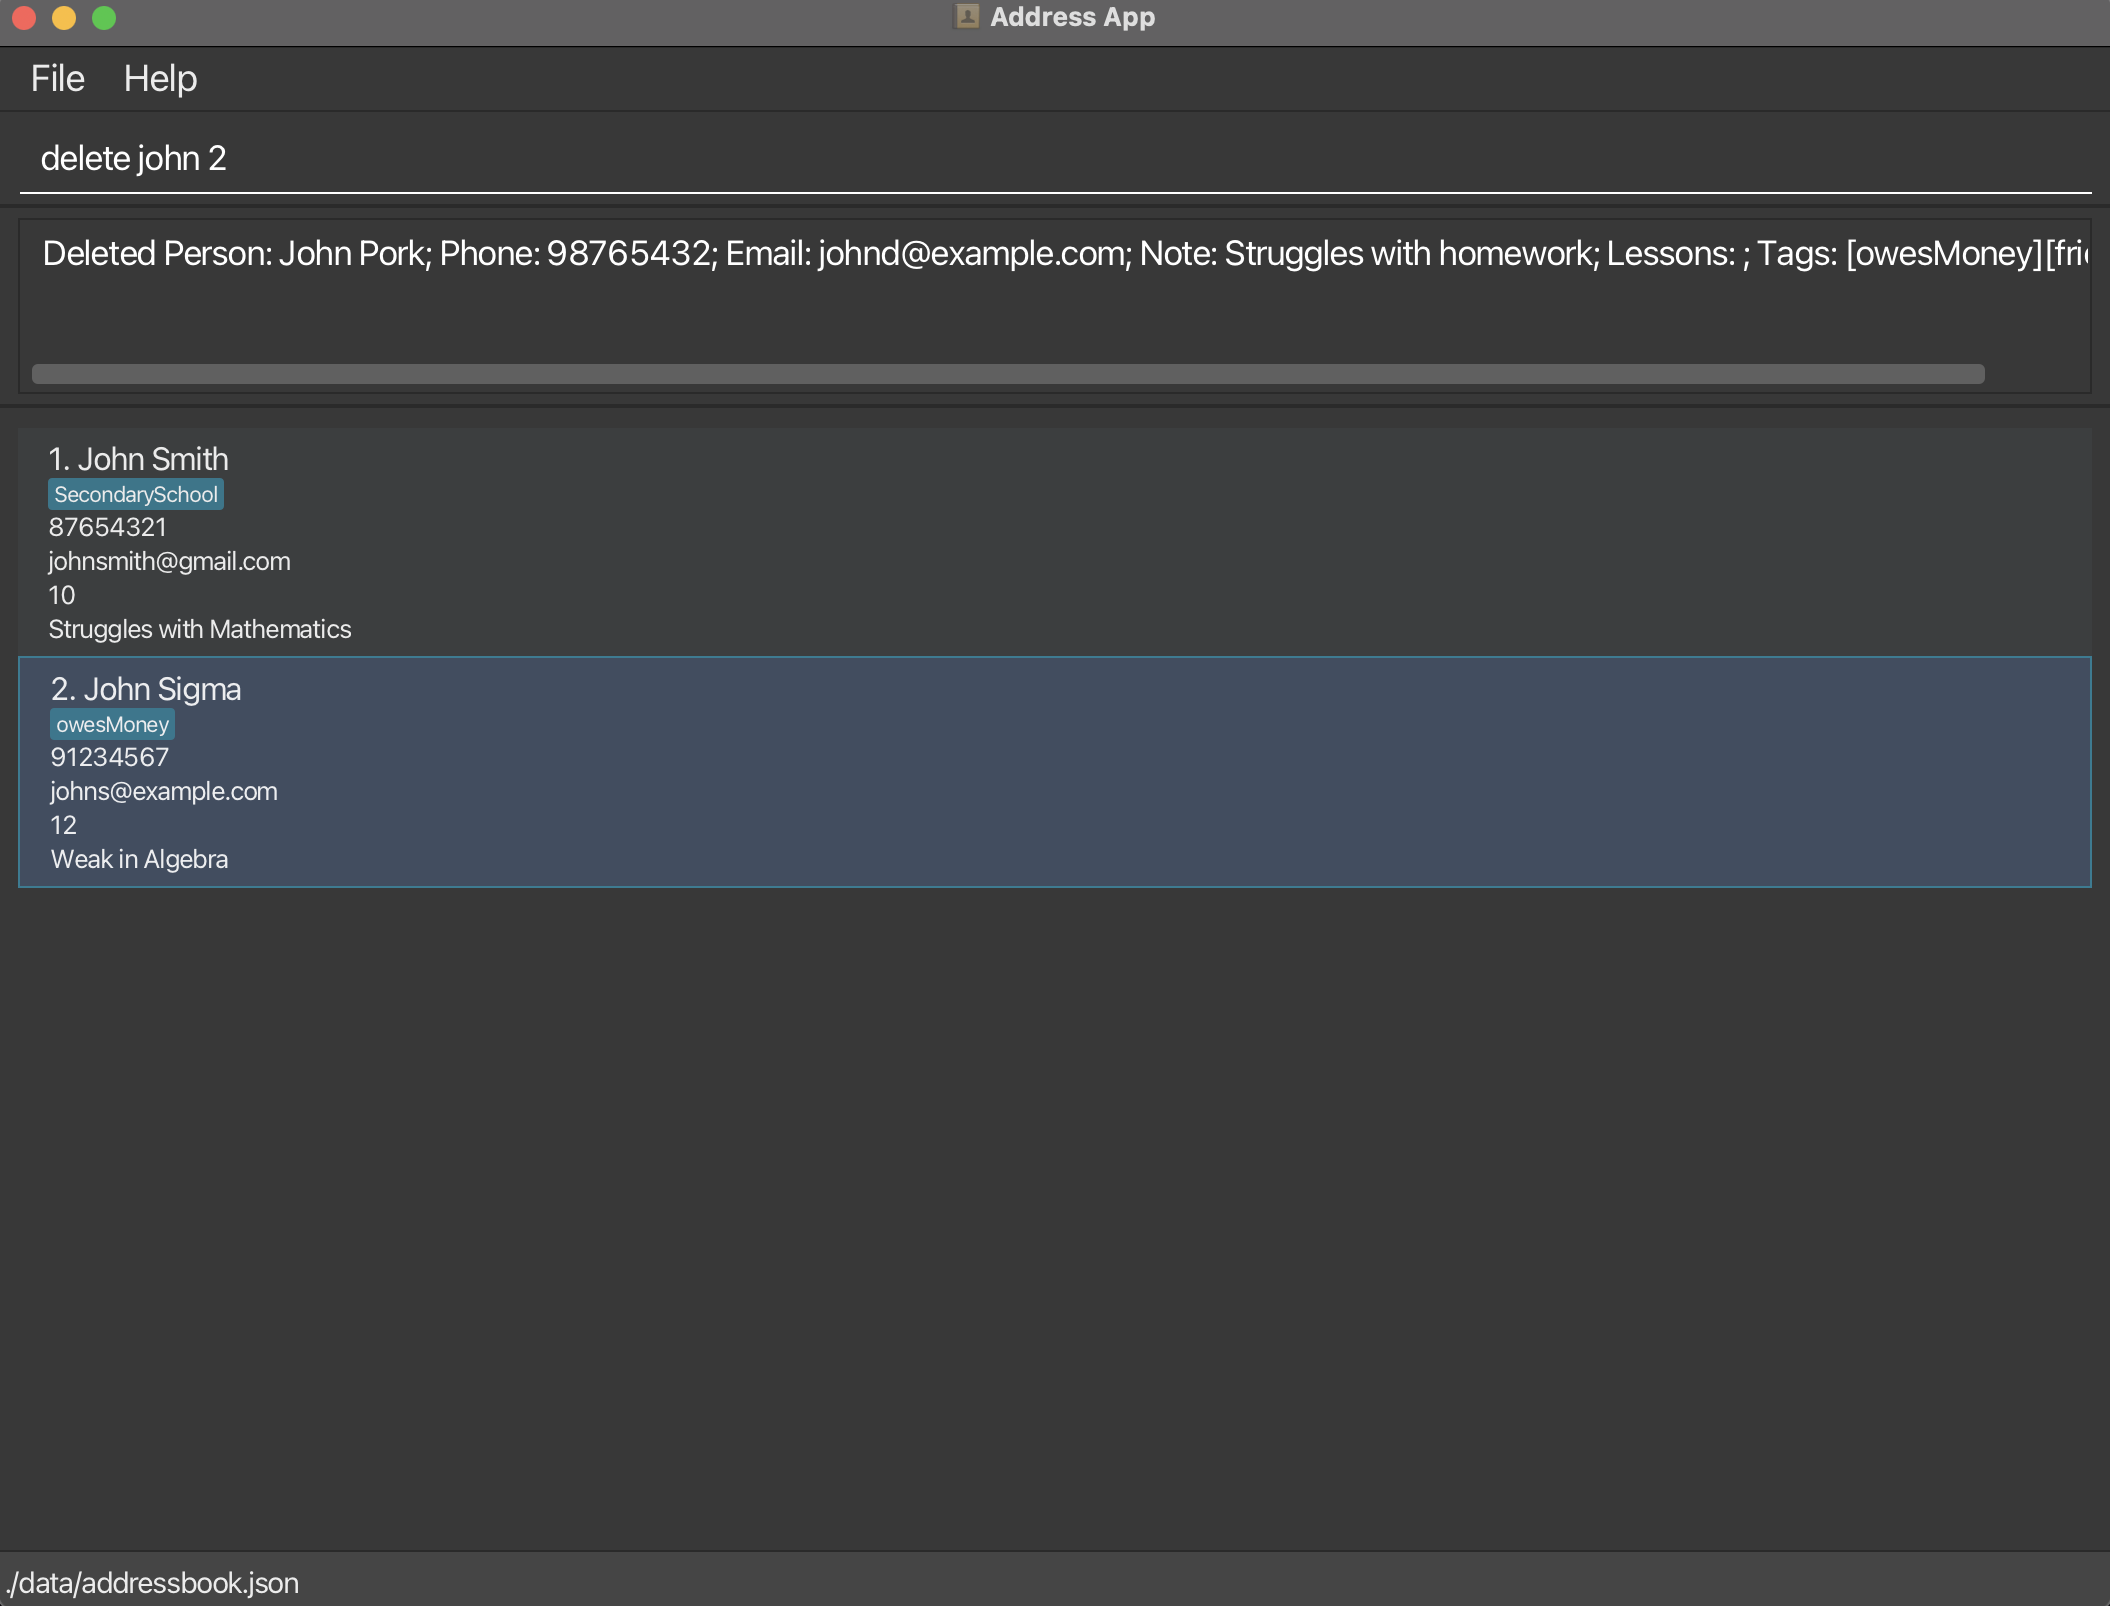 Address App
File Help
delete john 2
Deleted Person: John Pork; Phone: 98765432; Email: johnd@example.com; Note: Struggles with homework; Lessons: ; Tags: [owesMoney][fri
1. John Smith
SecondarySchool
87654321
johnsmith@gmail.com
10
Struggles with Mathematics
2. John Sigma
owesMoney
91234567
johns@example.com
12
Weak in Algebra
./data/addressbook.json